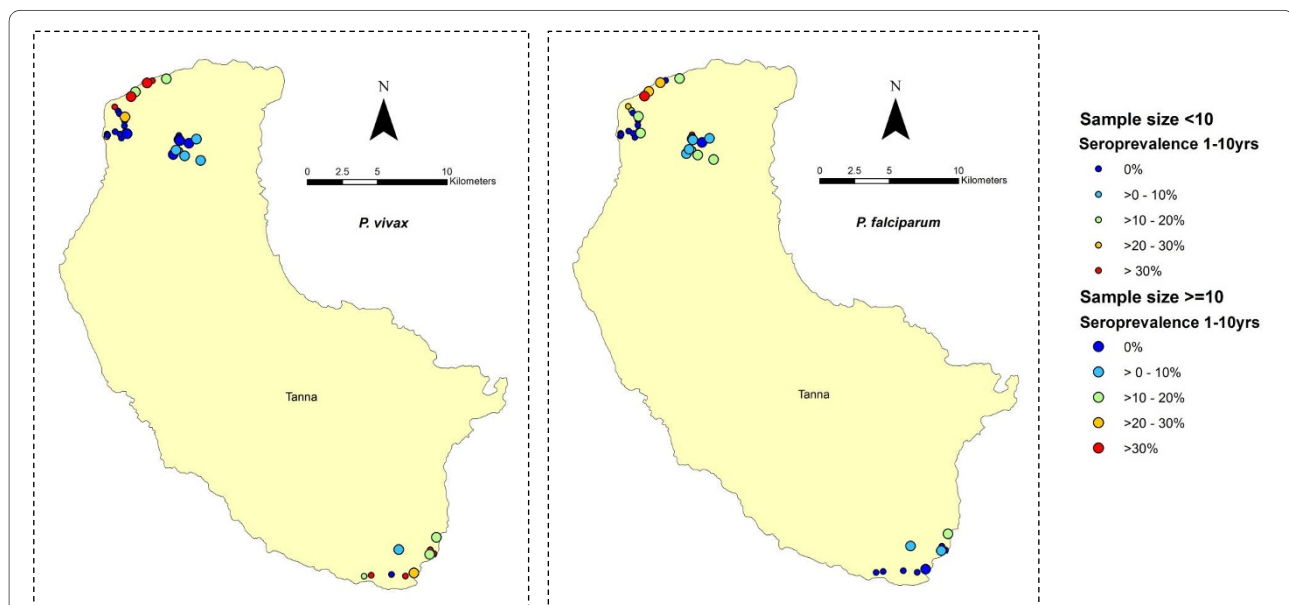 N
0 2.5 5 10
Kilometers
P. vivax
Tanna
N
0 2.5 5 10
Kilometers
P. falciparum
Tanna
Sample size <10
Seroprevalence 1-10yrs
0%
>0 - 10%
>10 - 20%
>20 - 30%
> 30%
Sample size >=10
Seroprevalence 1-10yrs
0%
> 0 - 10%
>10 - 20%
>20 - 30%
>30%